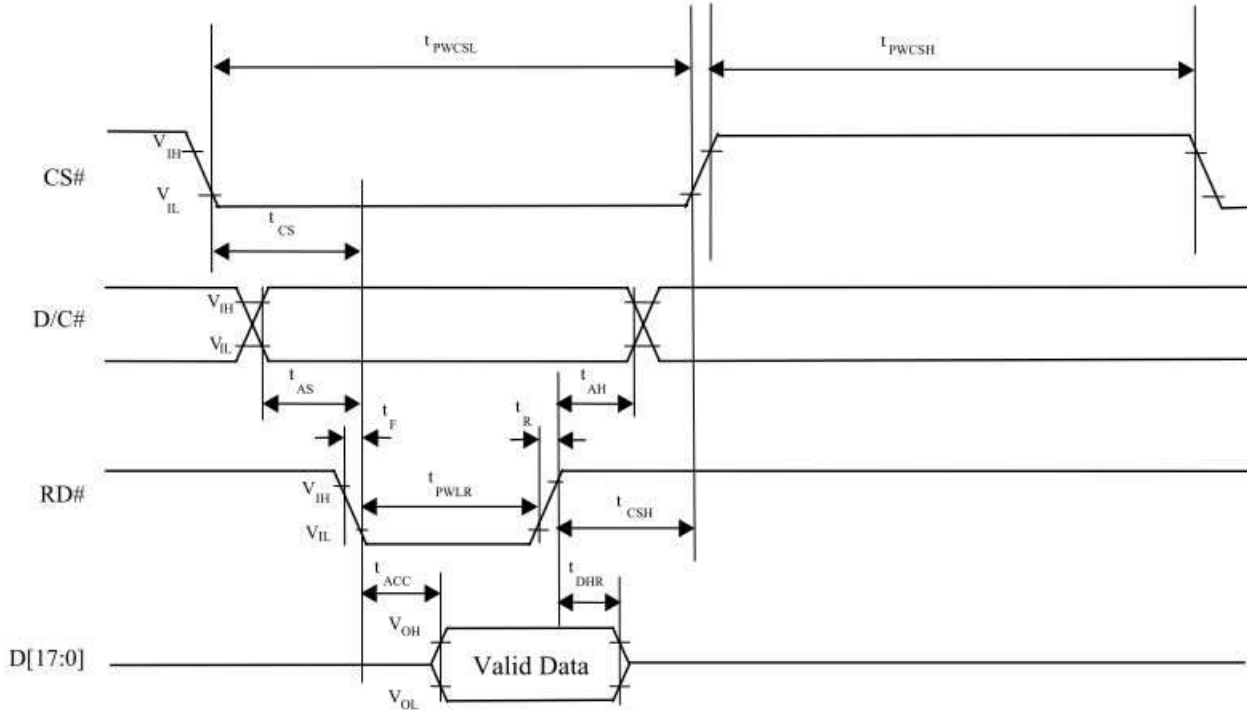 t PWCSL
t PWCSH
V IH
CS#
V IL
t CS
V IH
D/C#
V IL
t AS
t AH
t F
t R
V IH
t PWLR
RD#
V IL
t CSH
t ACC
t DHR
V OH
D[17:0]
Valid Data
V OL